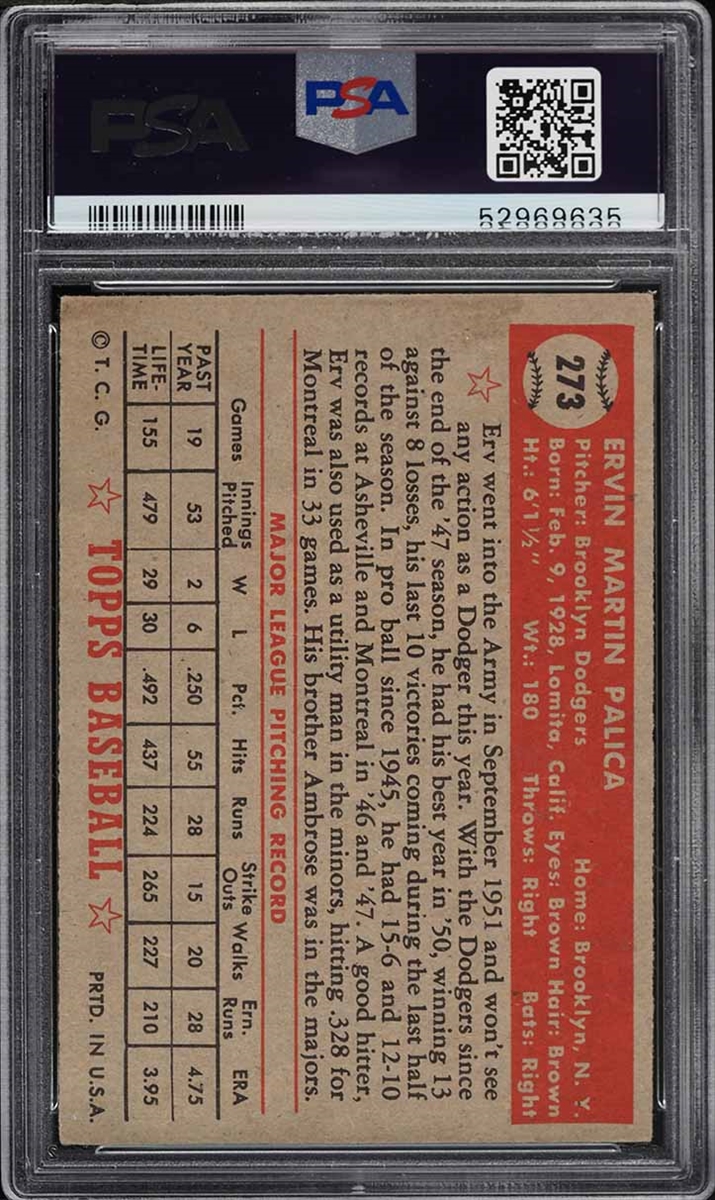 PSA
PSA
52969635
273
ERVIN MARTIN PALICA
Pitcher: Brooklyn Dodgers Home: Brooklyn, N. Y.
Born: Feb. 9, 1928, Lomita, Calif. Eyes: Brown Hair: Brown
Ht.: 6'1½" Wt.: 180 Throws: Right Bats: Right
Erv went into the Army in September 1951 and won't see
any action as a Dodger this year. With the Dodgers since
the end of the '47 season, he had his best year in '50, winning 13
against 8 losses, his last 10 victories coming during the last half
of the season. In pro ball since 1945, he had 15-6 and 12-10
records at Asheville and Montreal in '46 and '47. A good hitter,
Erv was also used as a utility man in the minors, hitting .328 for
Montreal in 33 games. His brother Ambrose was in the majors.
MAJOR LEAGUE PITCHING RECORD
Games Innings Pitched W L Pct. Hits Runs Strike Outs Walks Ern. Runs ERA
PAST YEAR 19 53 2 6 .250 55 28 15 20 28 4.75
LIFE-TIME 155 479 29 30 .492 437 224 265 227 210 3.95
© T. C. G. TOPPS BASEBALL PRTD. IN U.S.A.